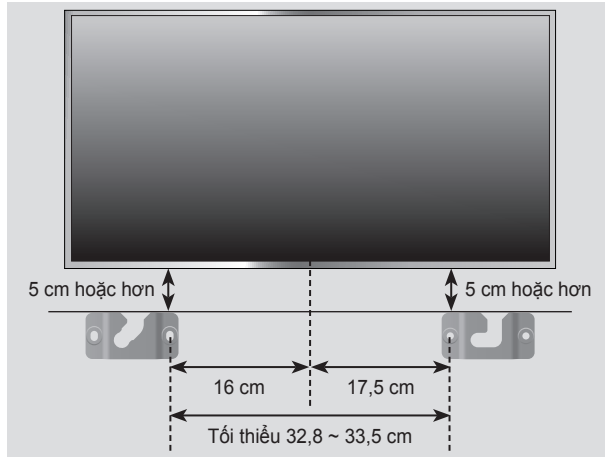 5 cm hoặc hơn
5 cm hoặc hơn
16 cm
17,5 cm
Tối thiểu 32,8 ~ 33,5 cm